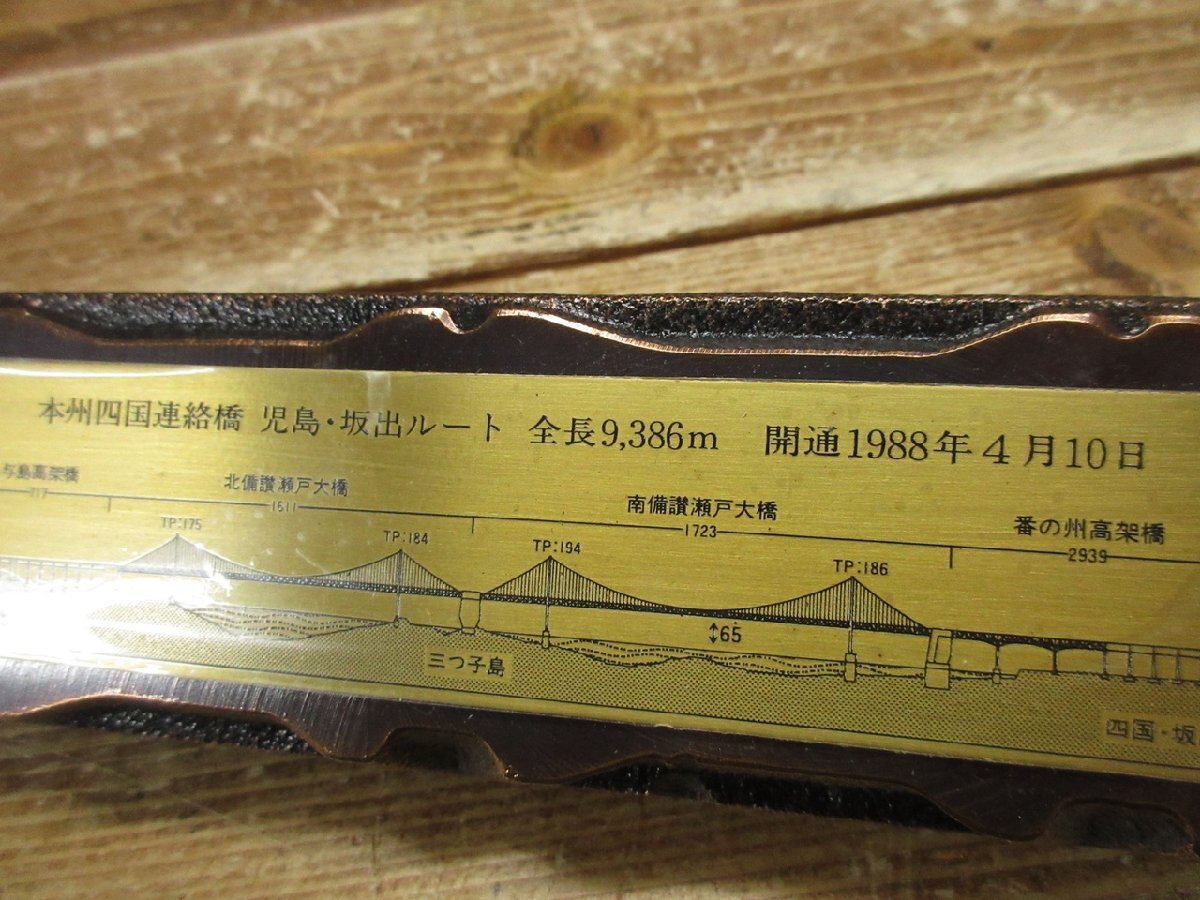 本州四国連絡橋 児島・坂出ルート 全長9,386m 開通1988年4月10日
与島高架橋 北備讃瀬戸大橋 南備讃瀬戸大橋 番の州高架橋
717 1611 1723 2939
TP:175 TP:184 TP:194 TP:186
65
三つ子島
四国・坂